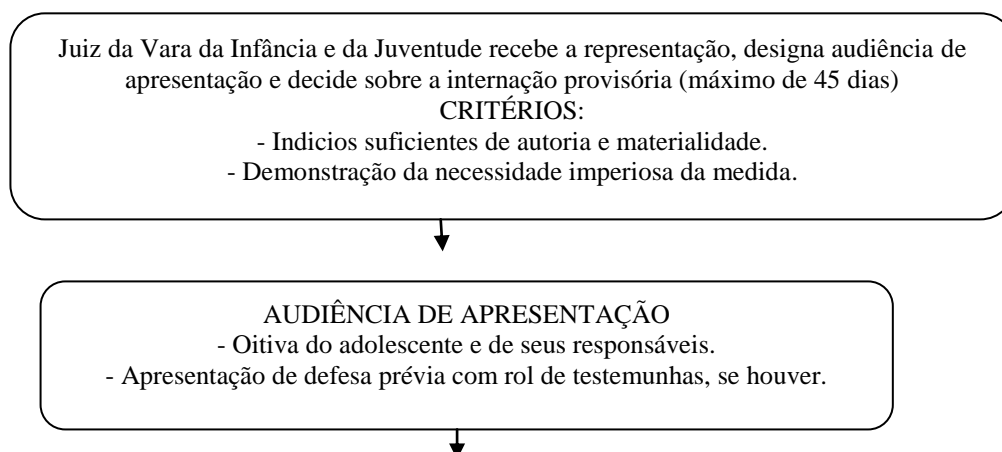 Juiz da Vara da Infância e da Juventude recebe a representação, designa audiência de
apresentação e decide sobre a internação provisória (máximo de 45 dias)
CRITÉRIOS:
- Indicios suficientes de autoria e materialidade.
- Demonstração da necessidade imperiosa da medida.
AUDIÊNCIA DE APRESENTAÇÃO
- Oitiva do adolescente e de seus responsáveis.
- Apresentação de defesa prévia com rol de testemunhas, se houver.